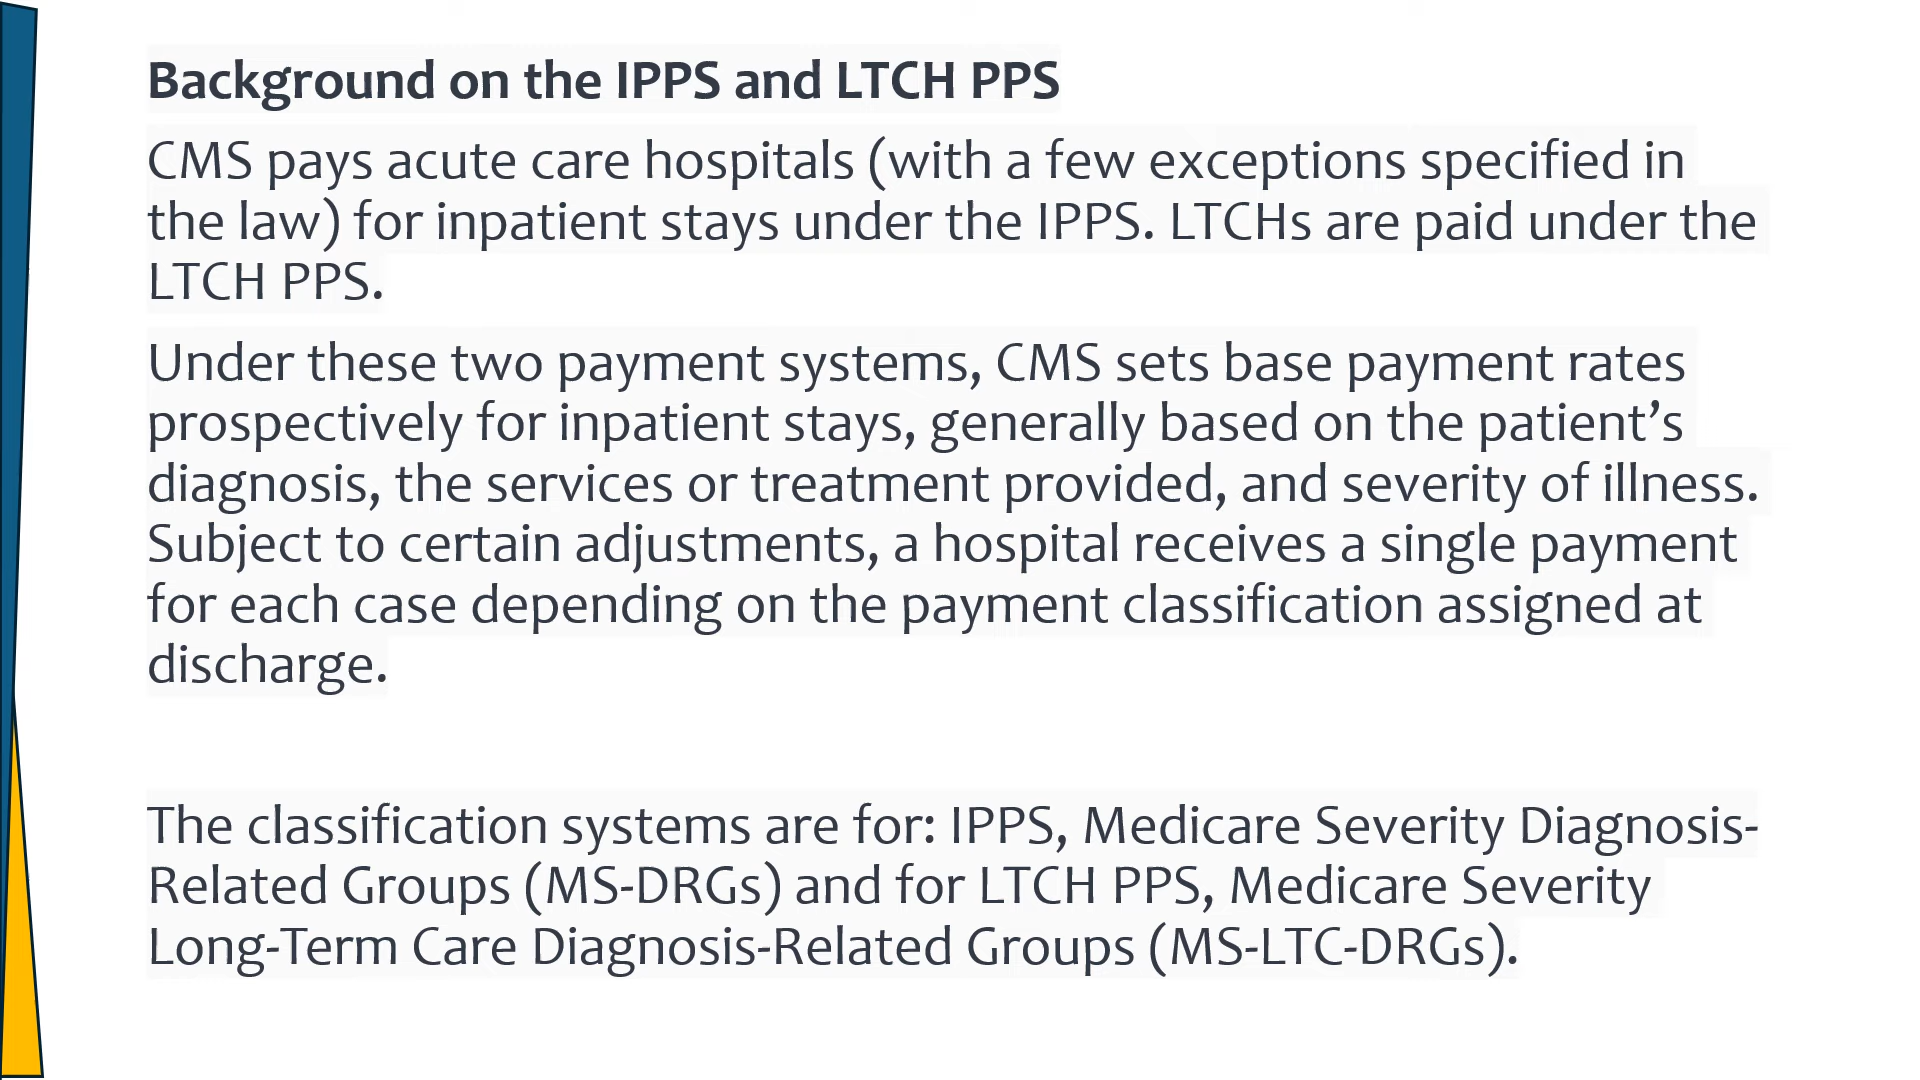 Background on the IPPS and LTCH PPS
CMS pays acute care hospitals (with a few exceptions specified in
the law) for inpatient stays under the IPPS. LTCHs are paid under the
LTCH PPS.
Under these two payment systems, CMS sets base payment rates
prospectively for inpatient stays, generally based on the patient’s
diagnosis, the services or treatment provided, and severity of illness.
Subject to certain adjustments, a hospital receives a single payment
for each case depending on the payment classification assigned at
discharge.
The classification systems are for: IPPS, Medicare Severity Diagnosis-
Related Groups (MS-DRGs) and for LTCH PPS, Medicare Severity
Long-Term Care Diagnosis-Related Groups (MS-LTC-DRGs).